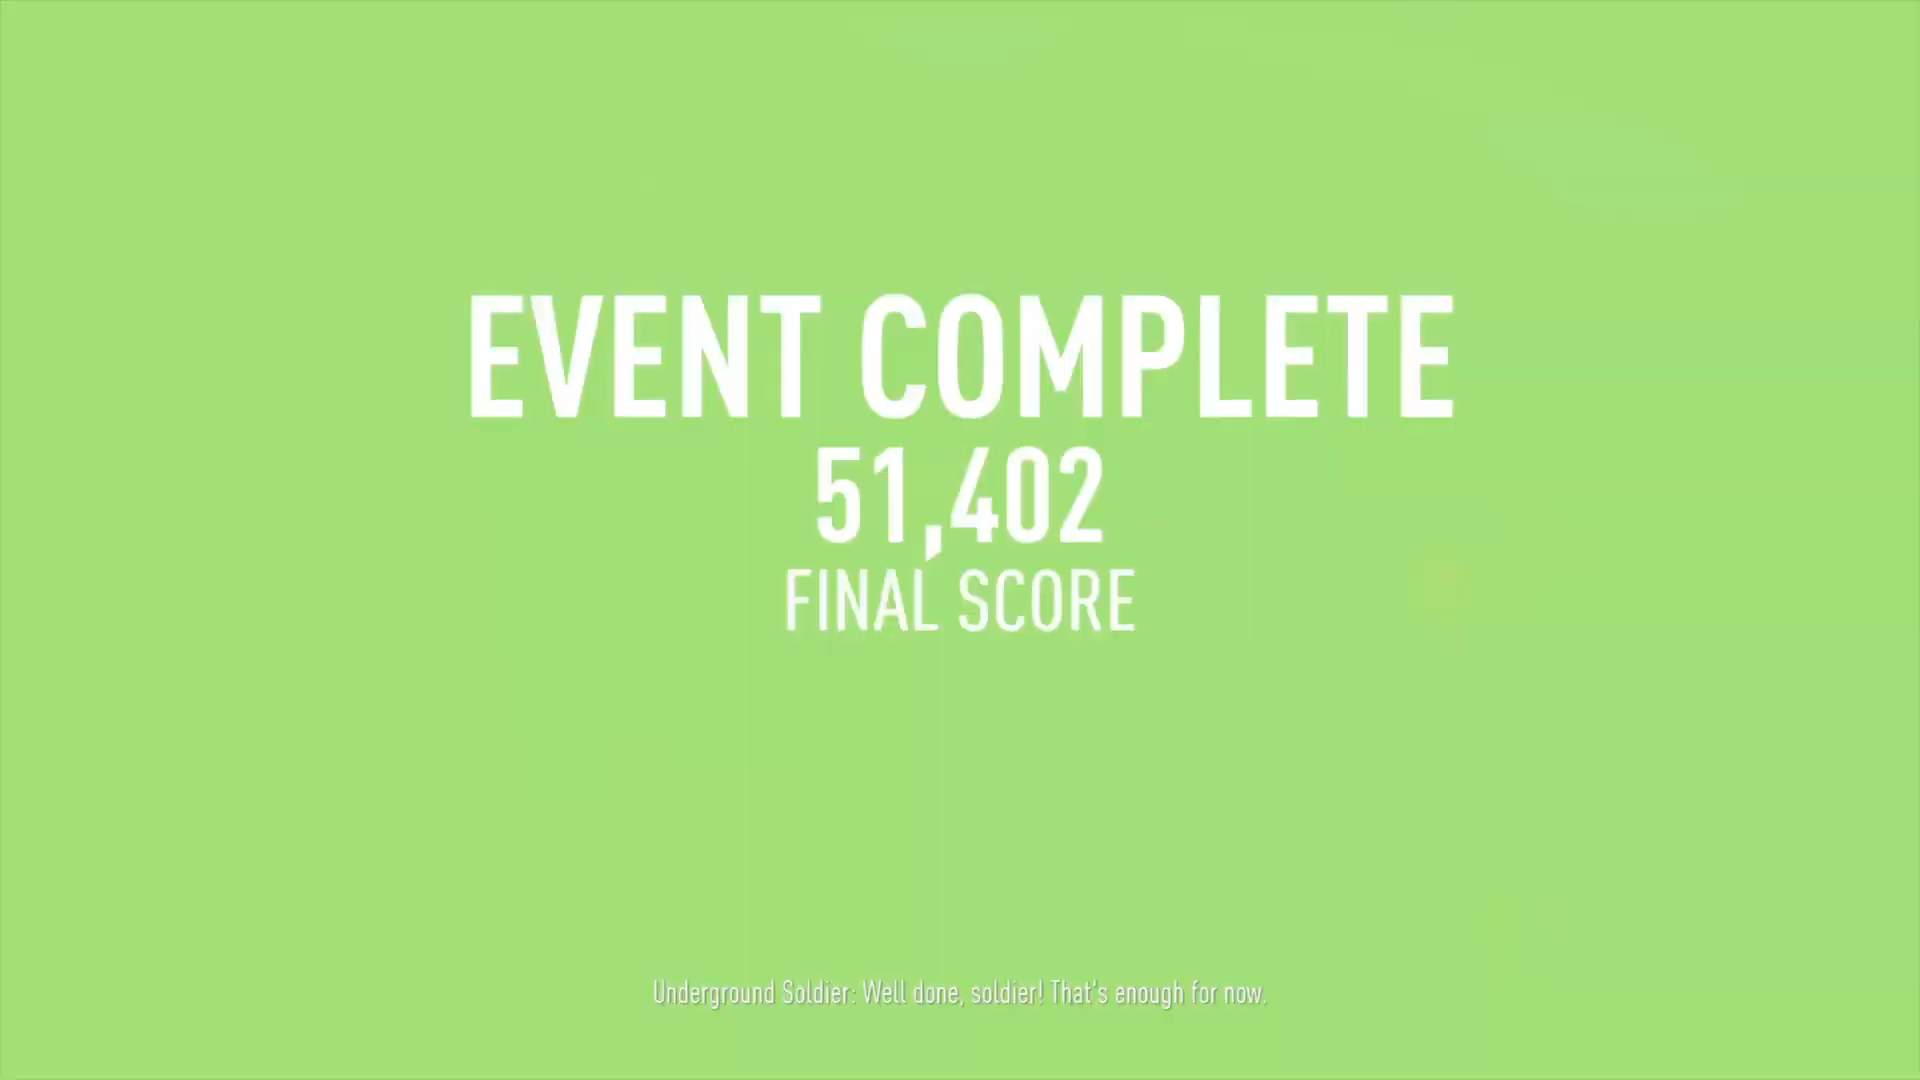 EVENT COMPLETE
51,402
FINAL SCORE
Underground Soldier: Well done, soldier! That's enough for now.